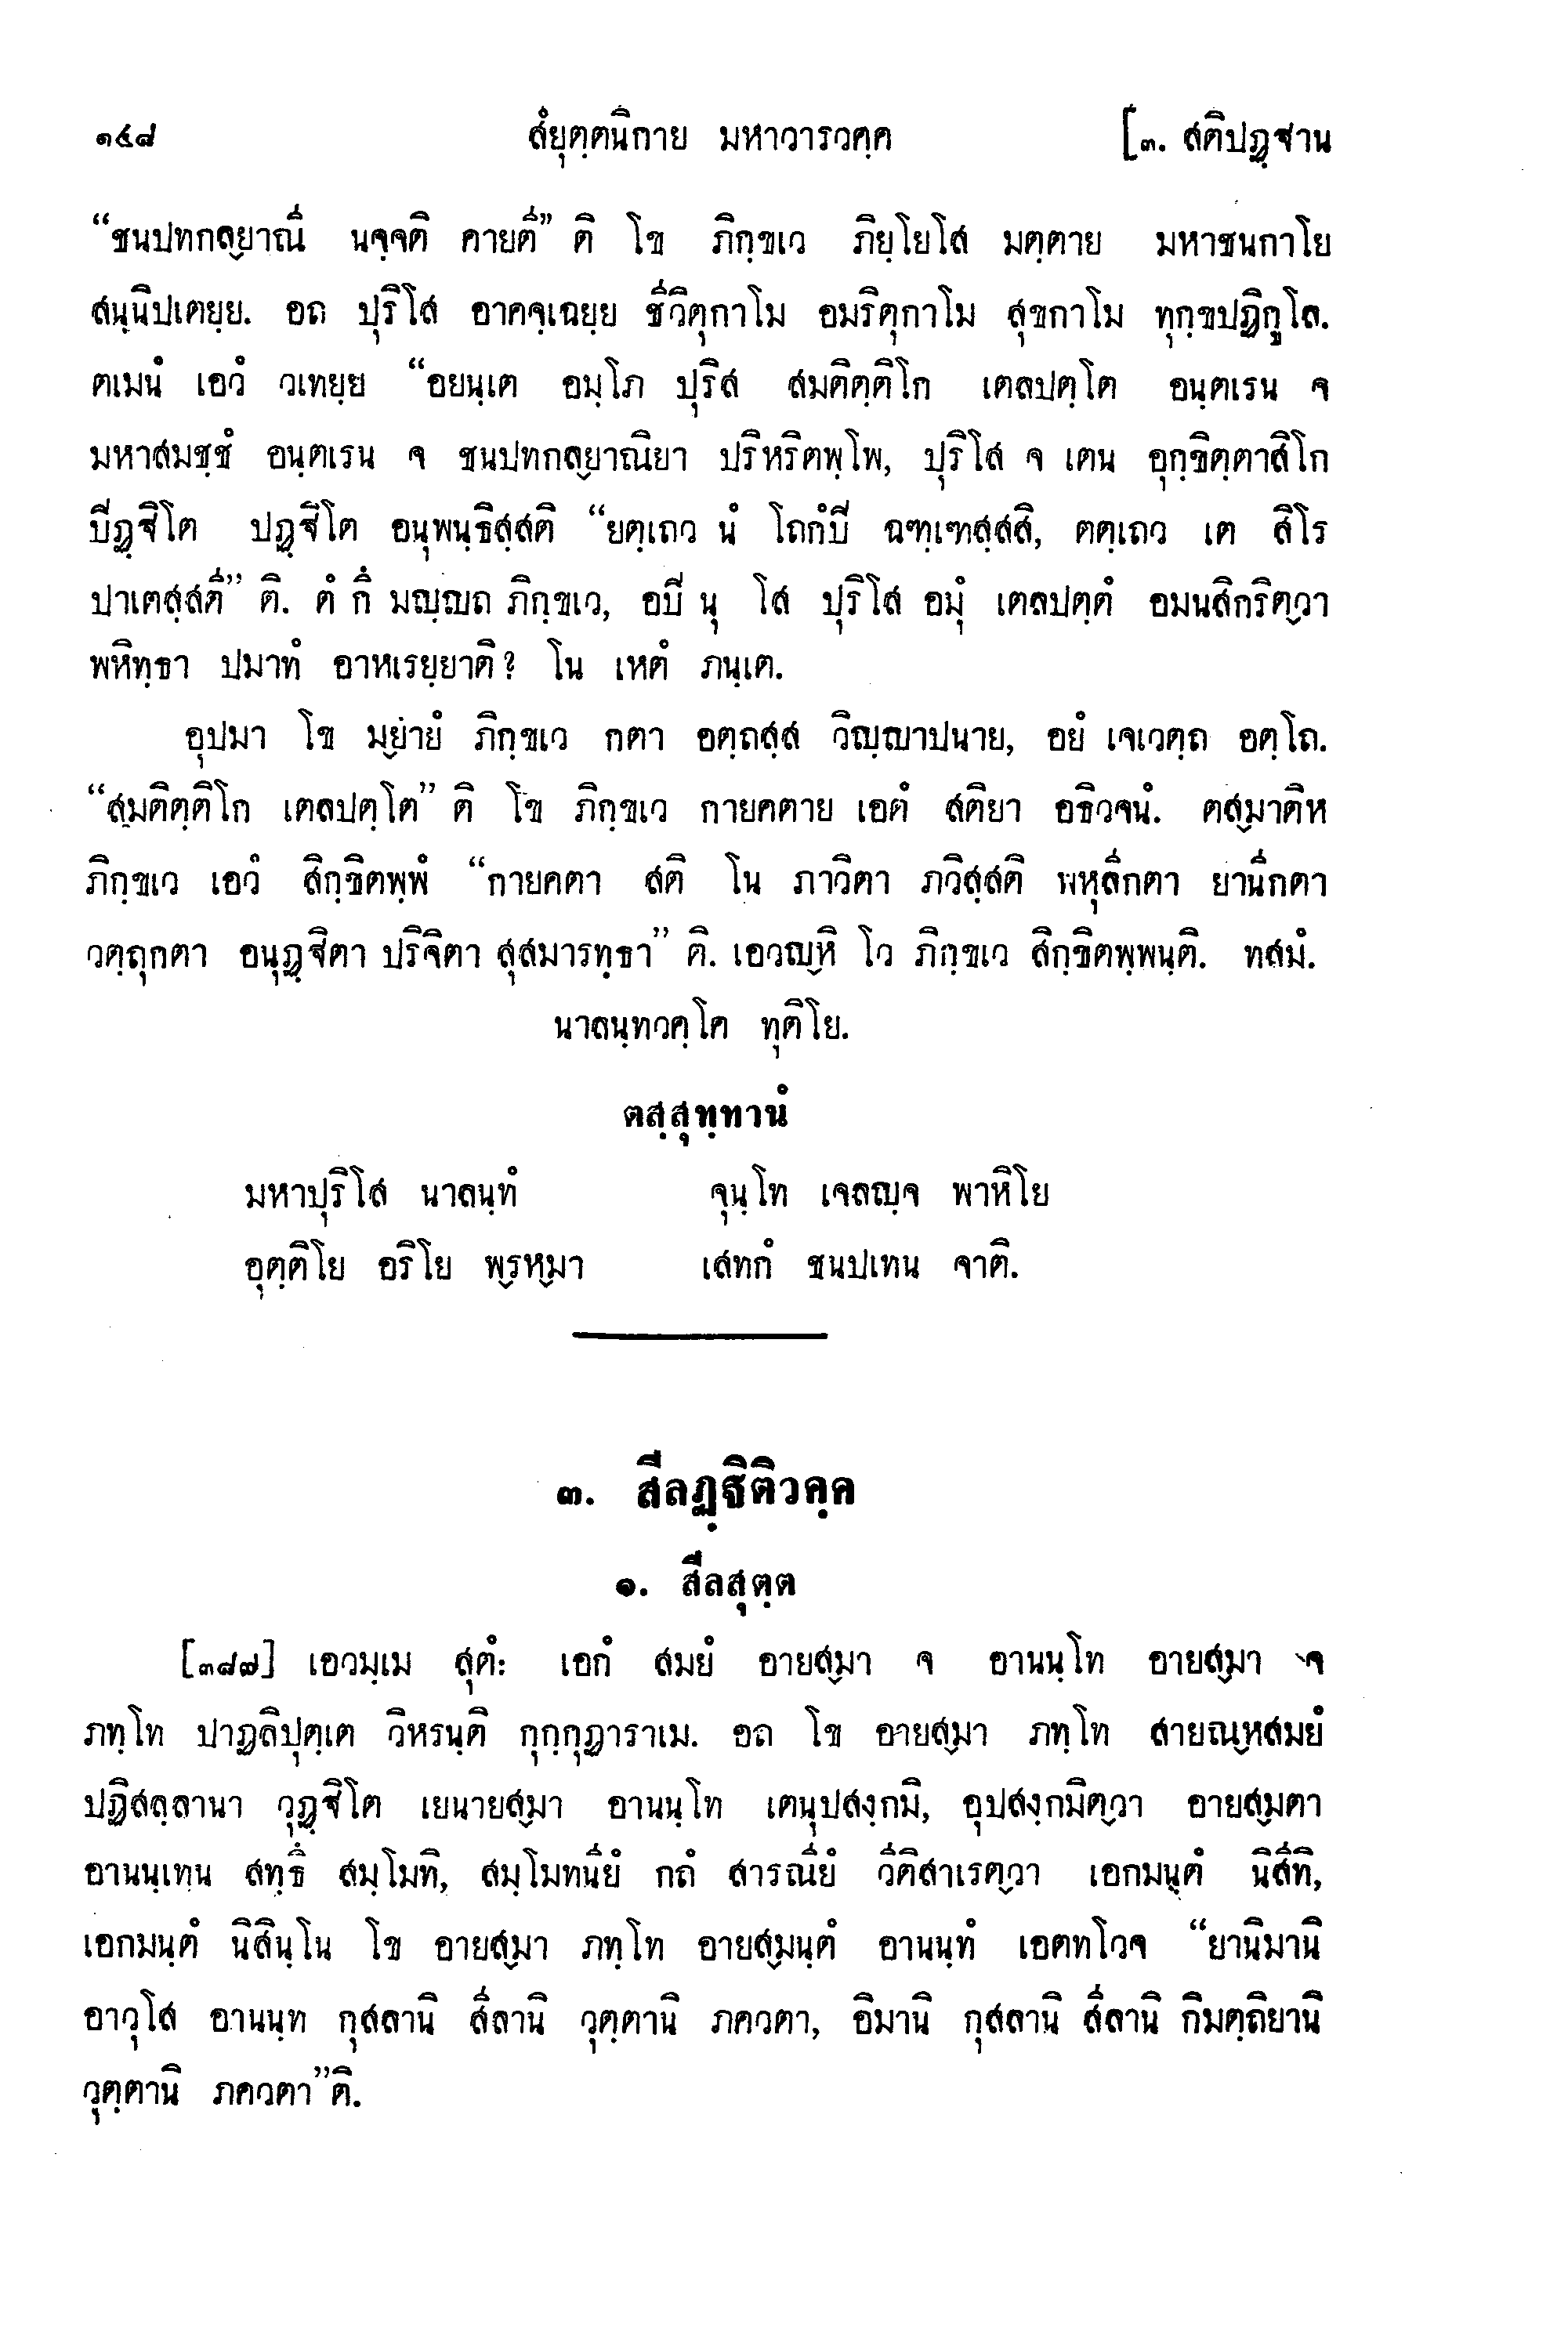 ๑๕๘ สํยุตฺตนิกาย มหาวารวคฺค [๓. สติปฏฺฐาน
“ชนปทกลฺยาณี นจฺจติ คายตี” ติ โข ภิกฺขเว ภิยฺโยโส มตฺตาย มหาชนกาโย
สนฺนิปเตยฺย. อถ ปุริโส อาคจฺเฉยฺย ชีวิตุกาโม อมริตุกาโม สุขกาโม ทุกฺขปฏิกูโล.
ตเมนํ เอวํ วเทยฺย “อยนฺเต อมฺโภ ปุริส สมติตฺติโก เตลปตฺโต อนฺตเรน จ
มหาสมชฺชํ อนฺตเรน จ ชนปทกลฺยาณิยา ปริหริตพฺโพ, ปุริโส จ เตน อุกฺขิตฺตาสิโก
ปิฏฺฐิโต ปฏฺฐิโต อนุพนฺธิสฺสติ “ยตฺเถว นํ โถกํปิ ฉฑฺเฑสฺสสิ, ตตฺเถว เต สิโร
ปาเตสฺสตี” ติ. ตํ กึ มญฺญถ ภิกฺขเว, อปิ นุ โส ปุริโส อมุํ เตลปตฺตํ อมนสิกริตฺวา
พหิทฺธา ปมาทํ อาหเรยฺยาติ? โน เหตํ ภนฺเต.
อุปมา โข มฺยายํ ภิกฺขเว กตา อตฺถสฺส วิญฺญาปนาย, อยํ เจเวตฺถ อตฺโถ.
“สมติตฺติโก เตลปตฺโต” ติ โข ภิกฺขเว กายคตาย เอตํ สติยา อธิวจนํ. ตสฺมาติห
ภิกฺขเว เอวํ สิกฺขิตพฺพํ “กายคตา สติ โน ภาวิตา ภวิสฺสติ พหุลีกตา ยานีกตา
วตฺถุกตา อนุฏฺฐิตา ปริจิตา สุสมารทฺธา” ติ. เอวญฺหิ โว ภิกฺขเว สิกฺขิตพฺพนฺติ. ทสมํ.
นาลนฺทวคฺโค ทุติโย.
ตสฺสุทฺทานํ
มหาปุริโส นาลนฺทํ จุนฺโท เจลญฺจ พาหิโย
อุตฺติโย อริโย พฺรหฺมา เสทกํ ชนปเทน จาติ.
๓. สีลฏฺฐิติวคฺค
๑. สีลสุตฺต
[๓๘๗] เอวมฺเม สุตํ: เอกํ สมยํ อายสฺมา จ อานนฺโท อายสฺมา จ
ภทฺโท ปาฏลิปุตฺเต วิหรนฺติ กุกฺกุฏาราเม. อถ โข อายสฺมา ภทฺโท สายณฺหสมยํ
ปฏิสลฺลานา วุฏฺฐิโต เยนายสฺมา อานนฺโท เตนุปสงฺกมิ, อุปสงฺกมิตฺวา อายสฺมตา
อานนฺเทน สทฺธึ สมฺโมทิ, สมฺโมทนียํ กถํ สารณียํ วีติสาเรตฺวา เอกมนฺตํ นิสีทิ,
เอกมนฺตํ นิสินฺโน โข อายสฺมา ภทฺโท อายสฺมนฺตํ อานนฺทํ เอตทโวจ “ยานิมานิ
อาวุโส อานนฺท กุสลานิ สีลานิ วุตฺตานิ ภควตา, อิมานิ กุสลานิ สีลานิ กิมตฺถิยานิ
วุตฺตานิ ภควตา”ติ.